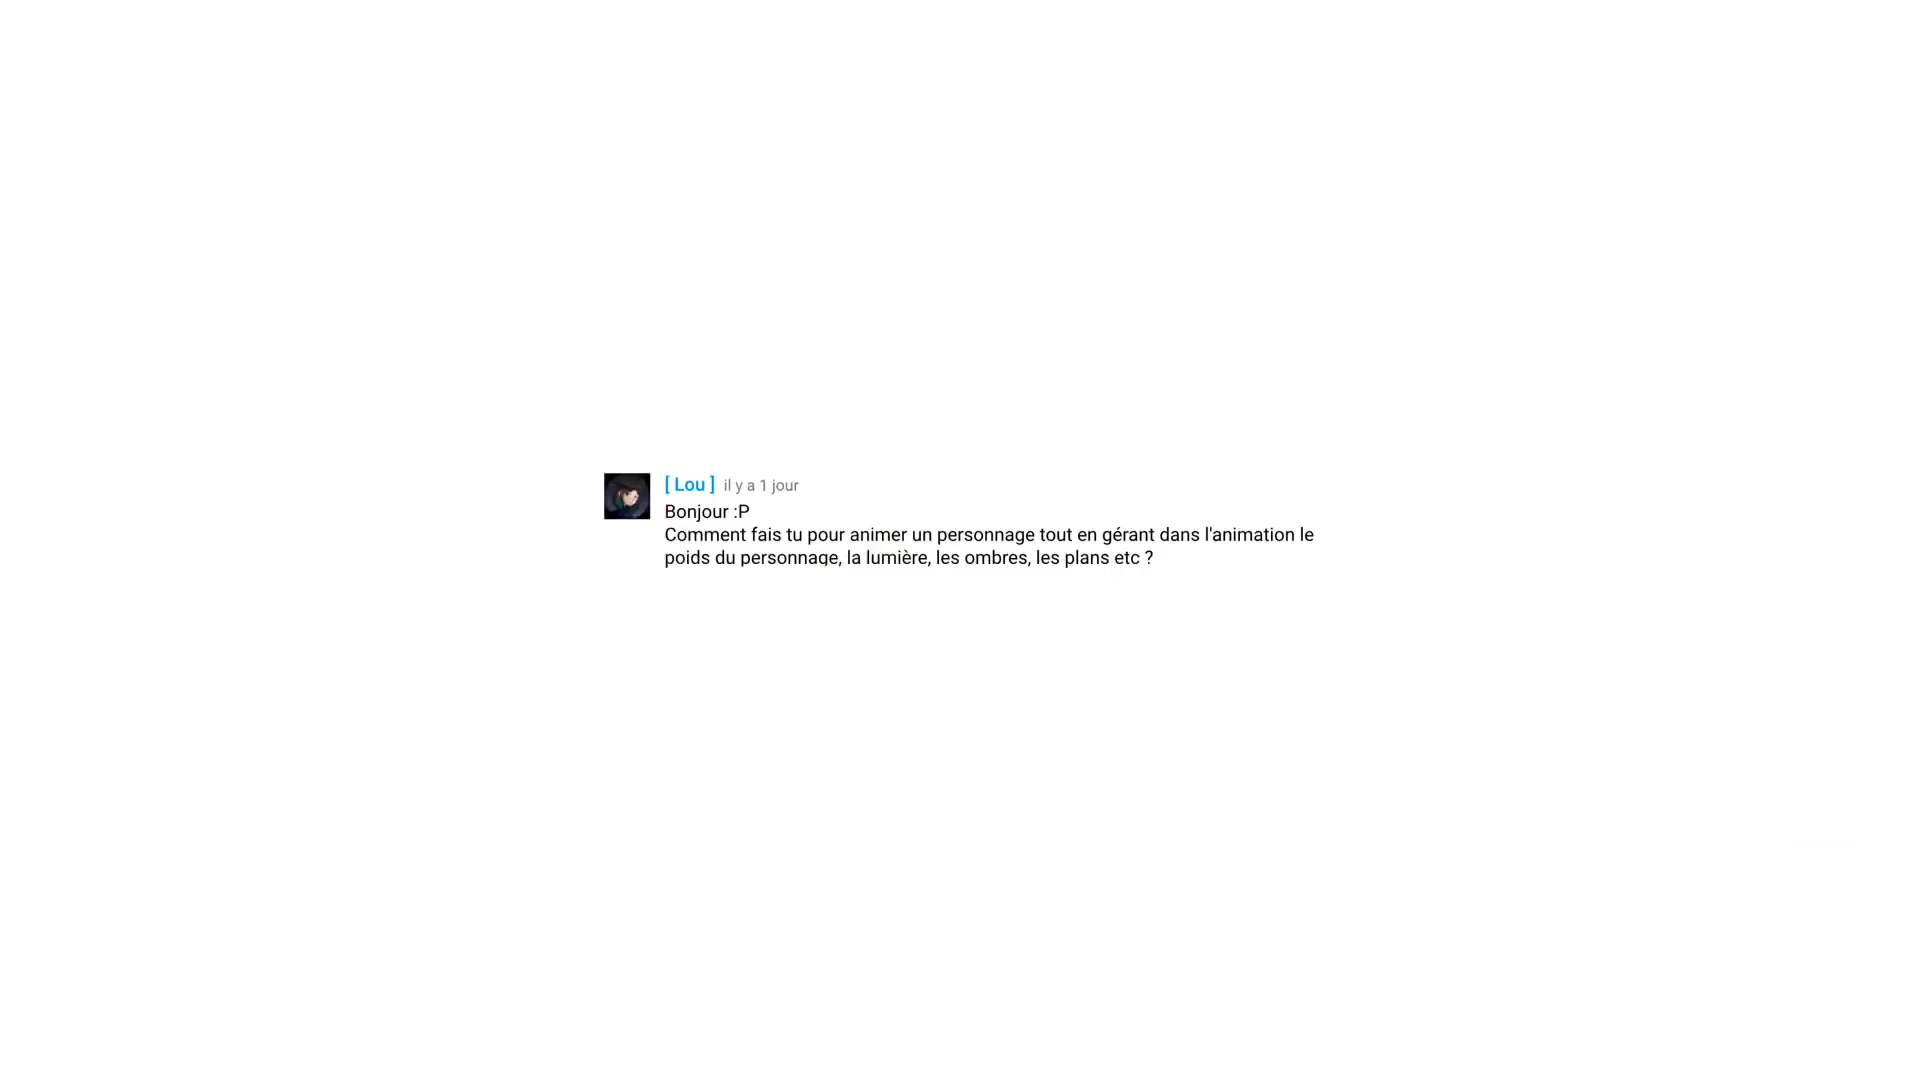 [ Lou ] il y a 1 jour
Bonjour :P
Comment fais tu pour animer un personnage tout en gérant dans l'animation le
poids du personnage, la lumière, les ombres, les plans etc ?